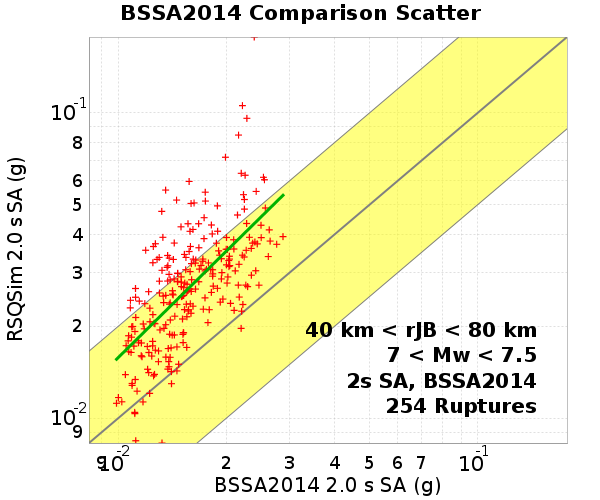 BSSA2014 Comparison Scatter
RSQSim 2.0 s SA (g)
10-1
8
6
5
4
3
2
10-2
9
40 km < rJB < 80 km
7 < Mw < 7.5
2s SA, BSSA2014
254 Ruptures
9 10-2 2 3 4 5 6 7 10-1
BSSA2014 2.0 s SA (g)